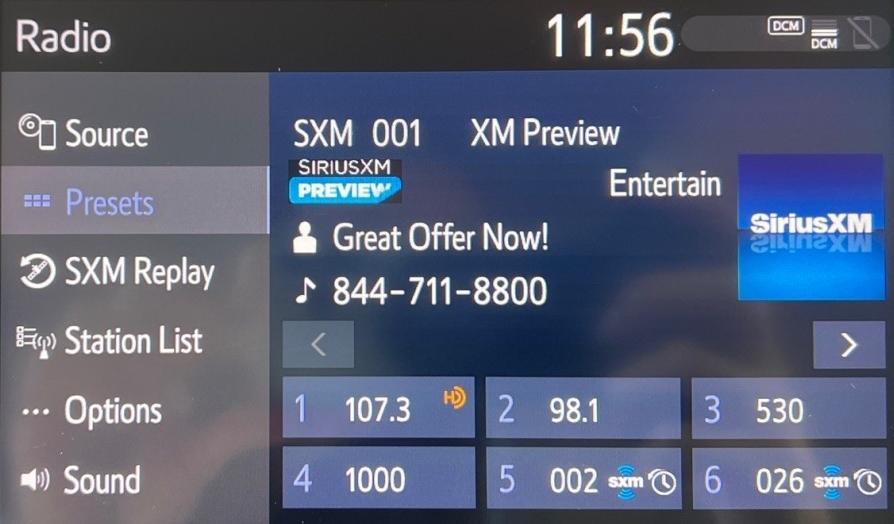 Radio
11:56
DCM
DCM
Source
Presets
SXM Replay
Station List
Options
Sound
SXM 001 XM Preview
SIRIUSXM
PREVIEW
Entertain
SiriusXM
Great Offer Now!
844-711-8800
<
>
1 107.3 HD
2 98.1
3 530
4 1000
5 002 sxm
6 026 sxm